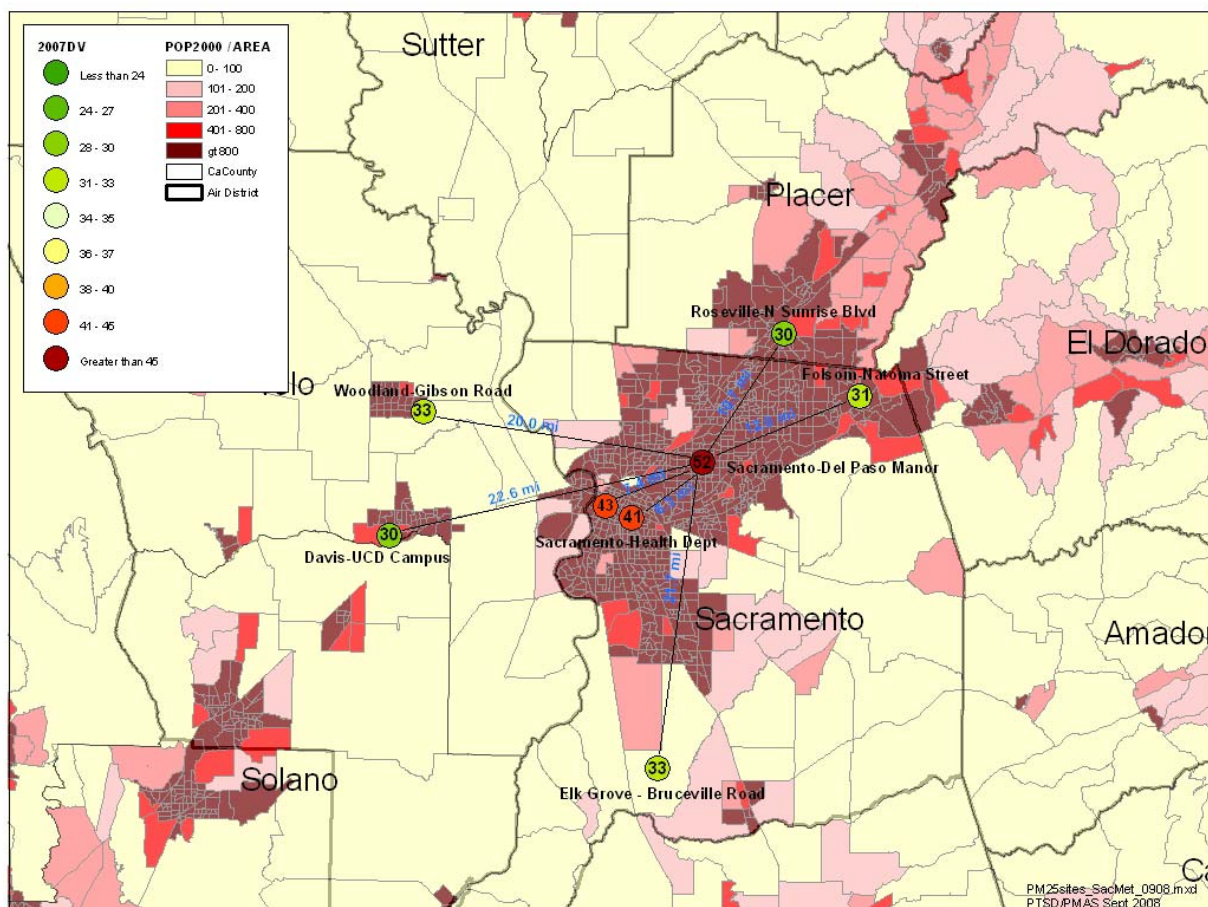 2007DV
Less than 24
24 - 27
28 - 30
31 - 33
34 - 35
36 - 37
38 - 40
41 - 45
Greater than 45
POP2000 / AREA
0 - 100
101 - 200
201 - 400
401 - 800
gt800
CaCounty
Air District
Sutter
Placer
Roseville-N Sunrise Blvd
30
El Dorado
Folsom-Natoma Street
31
Woodland-Gibson Road
33
20.0 mi
52
Sacramento-Del Paso Manor
22.6 mi
43
41
Sacramento-Health Dept
30
Davis-UCD Campus
mi
Sacramento
Amador
Solano
33
Elk Grove - Bruceville Road
Ca
PM25sites_SacMet_0908.mxd
PTSD/PMAS Sept 2008